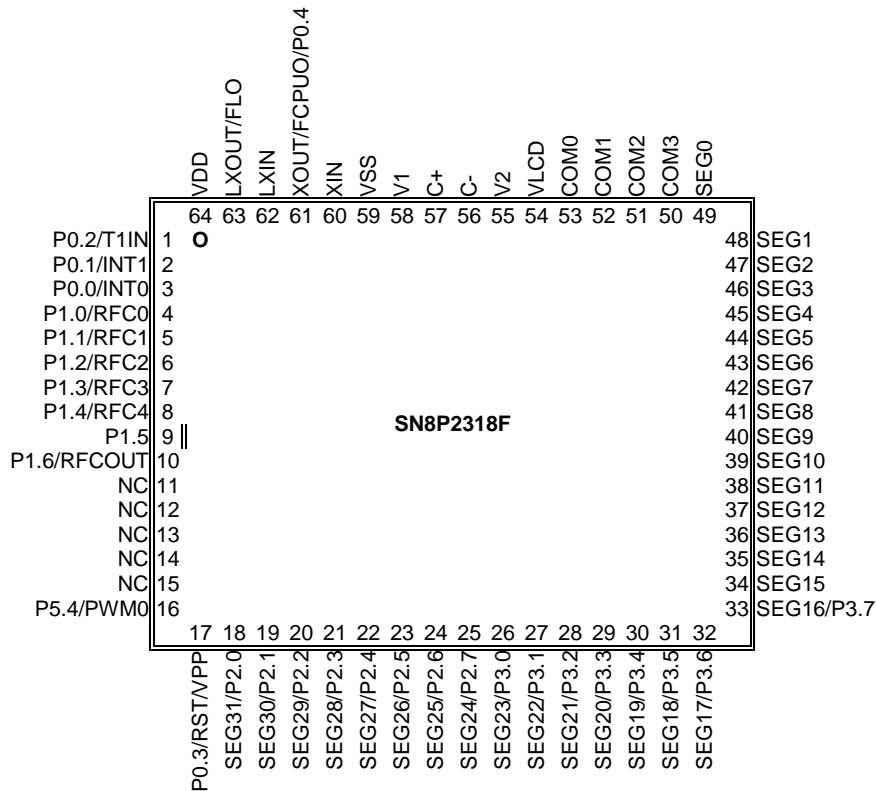 VDD
LXOUT/FLO
LXIN
XOUT/FCPUO/P0.4
XIN
VSS
V1
C+
C-
V2
VLCD
COM0
COM1
COM2
COM3
SEG0
64 63 62 61 60 59 58 57 56 55 54 53 52 51 50 49
P0.2/T1IN 1 O 48 SEG1
P0.1/INT1 2 47 SEG2
P0.0/INT0 3 46 SEG3
P1.0/RFC0 4 45 SEG4
P1.1/RFC1 5 44 SEG5
P1.2/RFC2 6 43 SEG6
P1.3/RFC3 7 42 SEG7
P1.4/RFC4 8 41 SEG8
SN8P2318F
P1.5 9 40 SEG9
P1.6/RFCOUT 10 39 SEG10
NC 11 38 SEG11
NC 12 37 SEG12
NC 13 36 SEG13
NC 14 35 SEG14
NC 15 34 SEG15
P5.4/PWM0 16 33 SEG16/P3.7
17 18 19 20 21 22 23 24 25 26 27 28 29 30 31 32
P0.3/RST/VPP
SEG31/P2.0
SEG30/P2.1
SEG29/P2.2
SEG28/P2.3
SEG27/P2.4
SEG26/P2.5
SEG25/P2.6
SEG24/P2.7
SEG23/P3.0
SEG22/P3.1
SEG21/P3.2
SEG20/P3.3
SEG19/P3.4
SEG18/P3.5
SEG17/P3.6